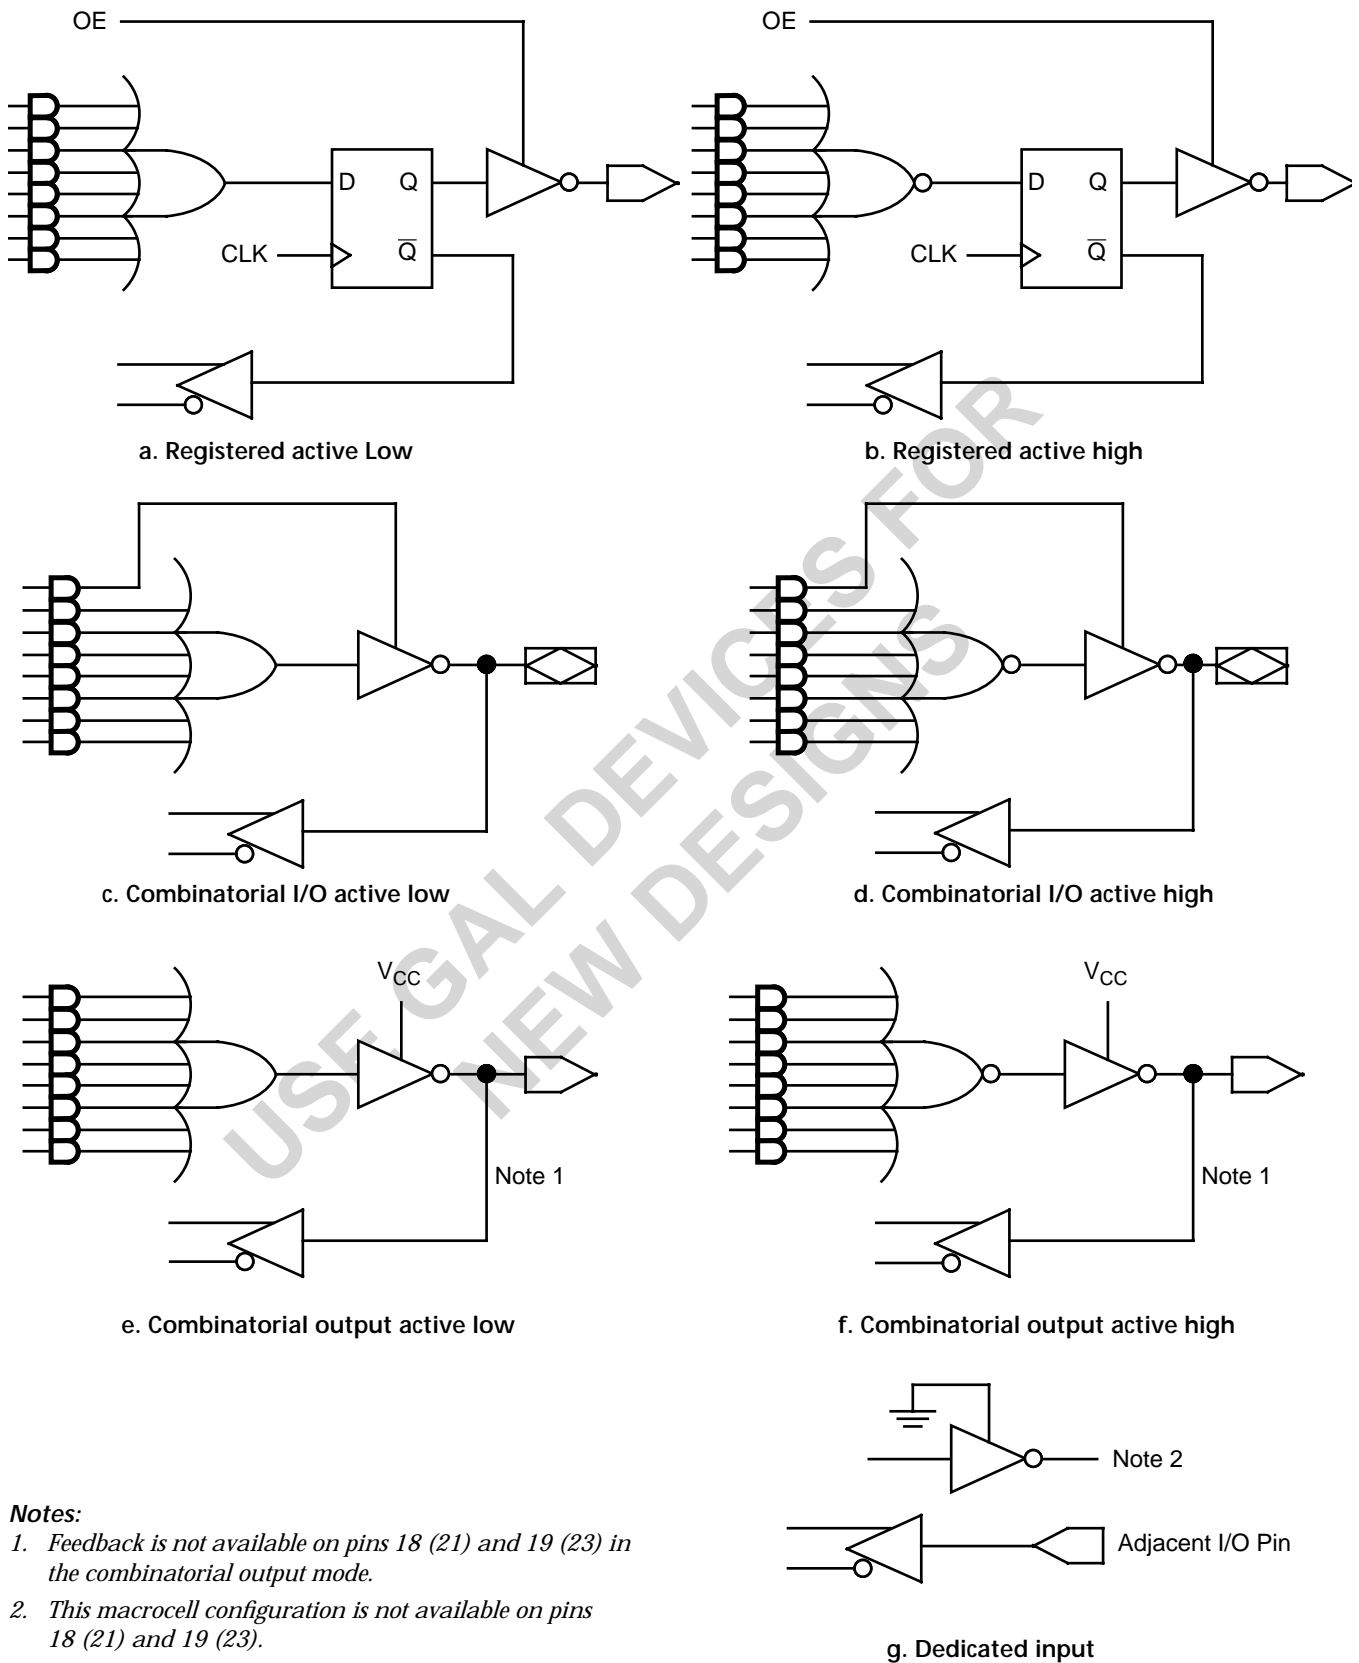 OE
OE
D Q
CLK Q
D Q
CLK Q
a. Registered active Low
b. Registered active high
c. Combinatorial I/O active low
d. Combinatorial I/O active high
USE GAL DEVICES FOR
NEW DESIGNS
VCC
VCC
Note 1
Note 1
e. Combinatorial output active low
f. Combinatorial output active high
Note 2
Adjacent I/O Pin
g. Dedicated input
Notes:
1. Feedback is not available on pins 18 (21) and 19 (23) in
the combinatorial output mode.
2. This macrocell configuration is not available on pins
18 (21) and 19 (23).